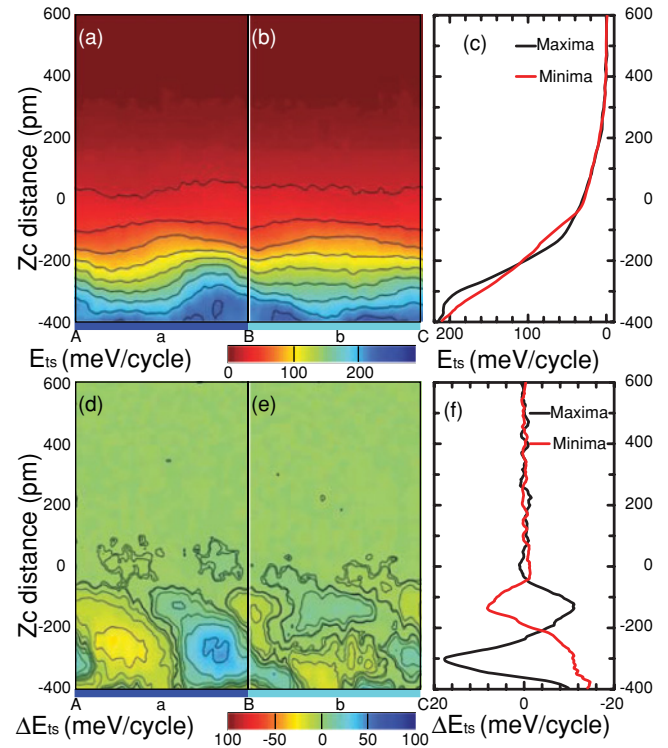 600
(a)
(b)
(c)
Maxima
Minima
400
200
0
-200
-400
Zc distance (pm)
600
400
200
0
-200
-400
A
a
B
b
C
200
100
0
Ets (meV/cycle)
0
100
200
Ets (meV/cycle)
600
(d)
(e)
(f)
Maxima
Minima
400
200
0
-200
-400
Zc distance (pm)
600
400
200
0
-200
-400
A
a
B
b
C
20
0
-20
ΔEts (meV/cycle)
100
-50
0
50
100
ΔEts (meV/cycle)